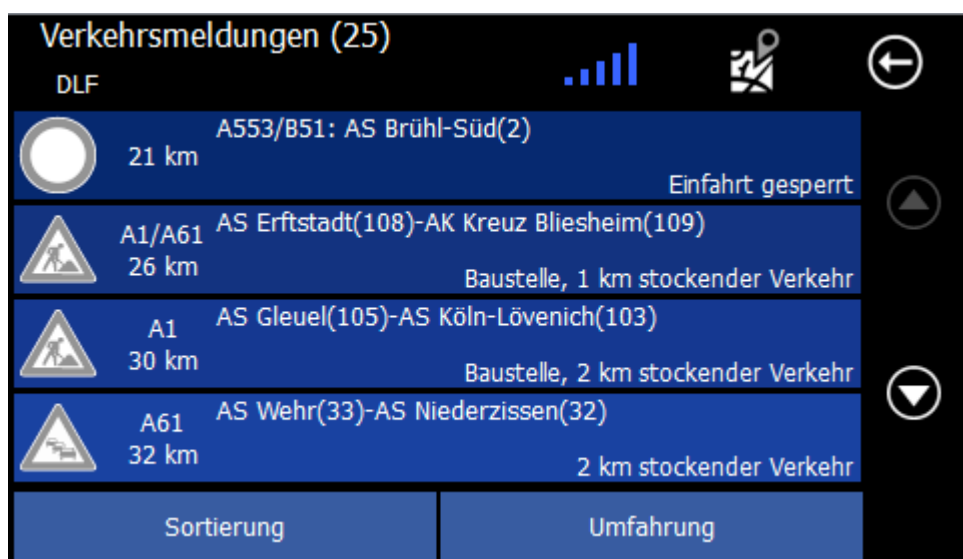 Verkehrsmeldungen (25)
DLF
A553/B51: AS Brühl-Süd(2)
21 km
Einfahrt gesperrt
AS Erftstadt(108)-AK Kreuz Bliesheim(109)
A1/A61
26 km
Baustelle, 1 km stockender Verkehr
AS Gleuel(105)-AS Köln-Lövenich(103)
A1
30 km
Baustelle, 2 km stockender Verkehr
AS Wehr(33)-AS Niederzissen(32)
A61
32 km
2 km stockender Verkehr
Sortierung
Umfahrung